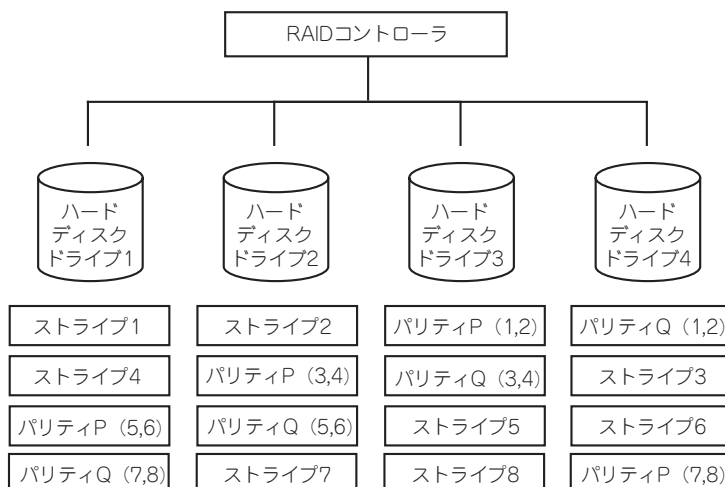 RAIDコントローラ
ハード
ディスク
ドライブ1
ハード
ディスク
ドライブ2
ハード
ディスク
ドライブ3
ハード
ディスク
ドライブ4
ストライプ1
ストライプ2
パリティP（1,2）
パリティQ（1,2）
ストライプ4
パリティP（3,4）
パリティQ（3,4）
ストライプ3
パリティP（5,6）
パリティQ（5,6）
ストライプ5
ストライプ6
パリティQ（7,8）
ストライプ7
ストライプ8
パリティP（7,8）